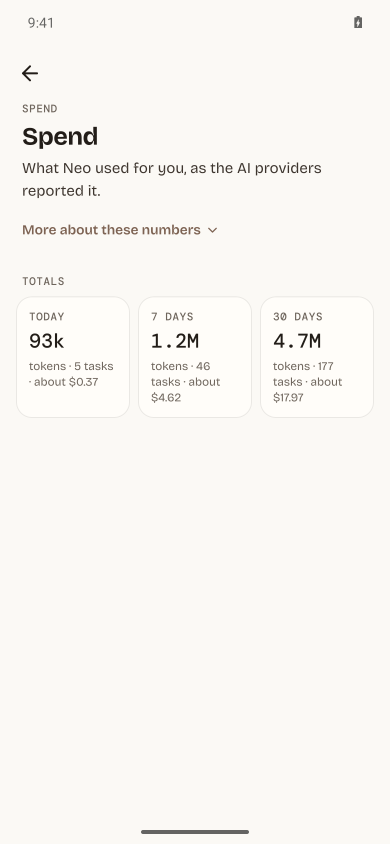 9:41
SPEND
Spend
What Neo used for you, as the AI providers
reported it.
More about these numbers
TOTALS
TODAY
93k
tokens · 5 tasks
· about $0.37
7 DAYS
1.2M
tokens · 46
tasks · about
$4.62
30 DAYS
4.7M
tokens · 177
tasks · about
$17.97